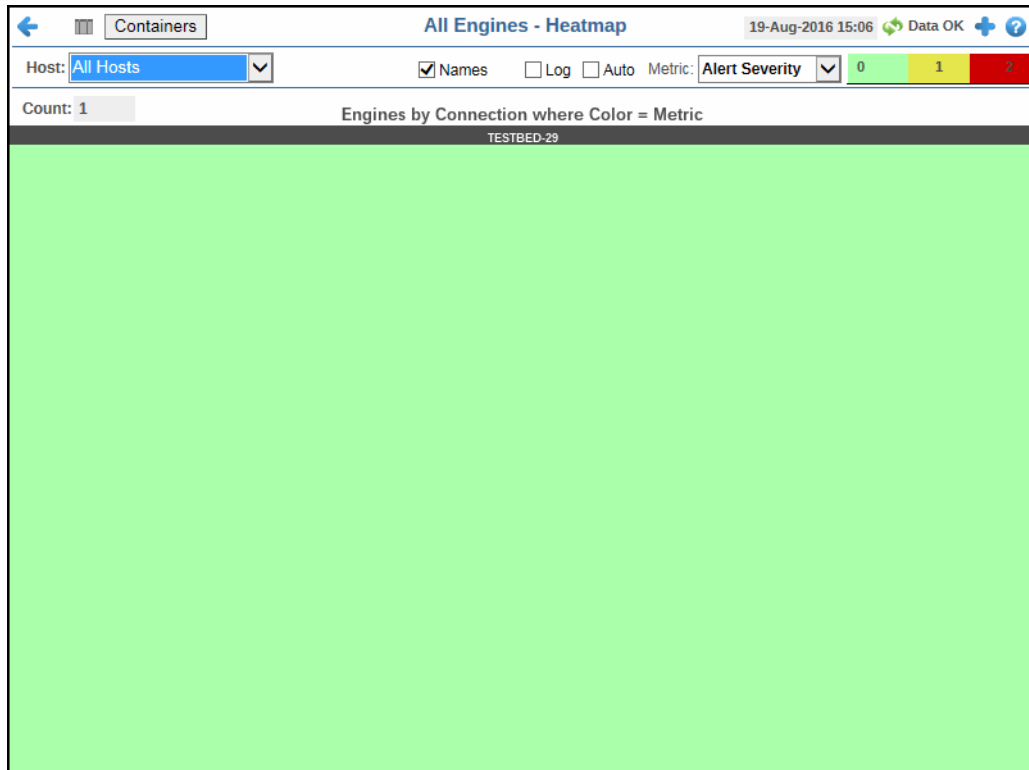 Containers All Engines - Heatmap 19-Aug-2016 15:06 Data OK
Host: All Hosts Names Log Auto Metric: Alert Severity 0 1 2
Count: 1
Engines by Connection where Color = Metric
TESTBED-29